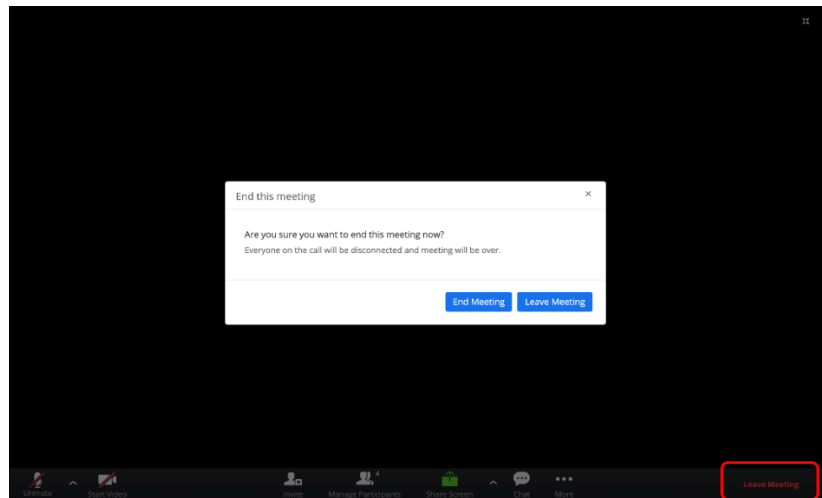 End this meeting ×
Are you sure you want to end this meeting now?
Everyone on the call will be disconnected and meeting will be over.
End Meeting Leave Meeting
4
Unmute Start Video Invite Manage Participants Share Screen Chat More Leave Meeting